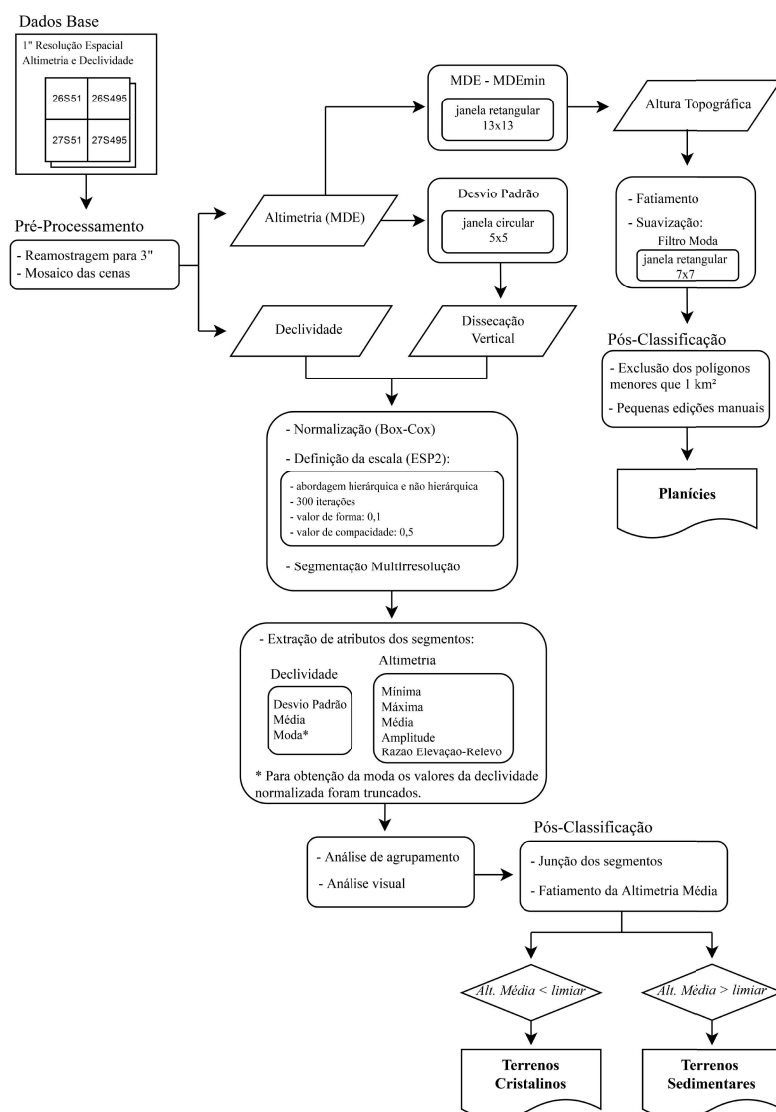 Dados Base
1" Resolução Espacial
Altimetria e Declividade
26S51 26S495
27S51 27S495
Pré-Processamento
- Reamostragem para 3"
- Mosaico das cenas
Altimetria (MDE)
Declividade
MDE - MDEmin
janela retangular
13x13
Altura Topográfica
Desvio Padrão
janela circular
5x5
Dissecação
Vertical
- Fatiamento
- Suavização:
Filtro Moda
janela retangular
7x7
Pós-Classificação
- Exclusão dos polígonos
menores que 1 km²
- Pequenas edições manuais
Planícies
- Normalização (Box-Cox)
- Definição da escala (ESP2):
- abordagem hierárquica e não hierárquica
- 300 iterações
- valor de forma: 0,1
- valor de compacidade: 0,5
- Segmentação Multirresolução
- Extração de atributos dos segmentos:
Declividade
Desvio Padrão
Média
Moda*
Altimetria
Mínima
Máxima
Média
Amplitude
Razão Elevação-Relevo
* Para obtenção da moda os valores da declividade
normalizada foram truncados.
- Análise de agrupamento
- Análise visual
Pós-Classificação
- Junção dos segmentos
- Fatiamento da Altimetria Média
Alt. Média < limiar
Alt. Média > limiar
Terrenos
Cristalinos
Terrenos
Sedimentares